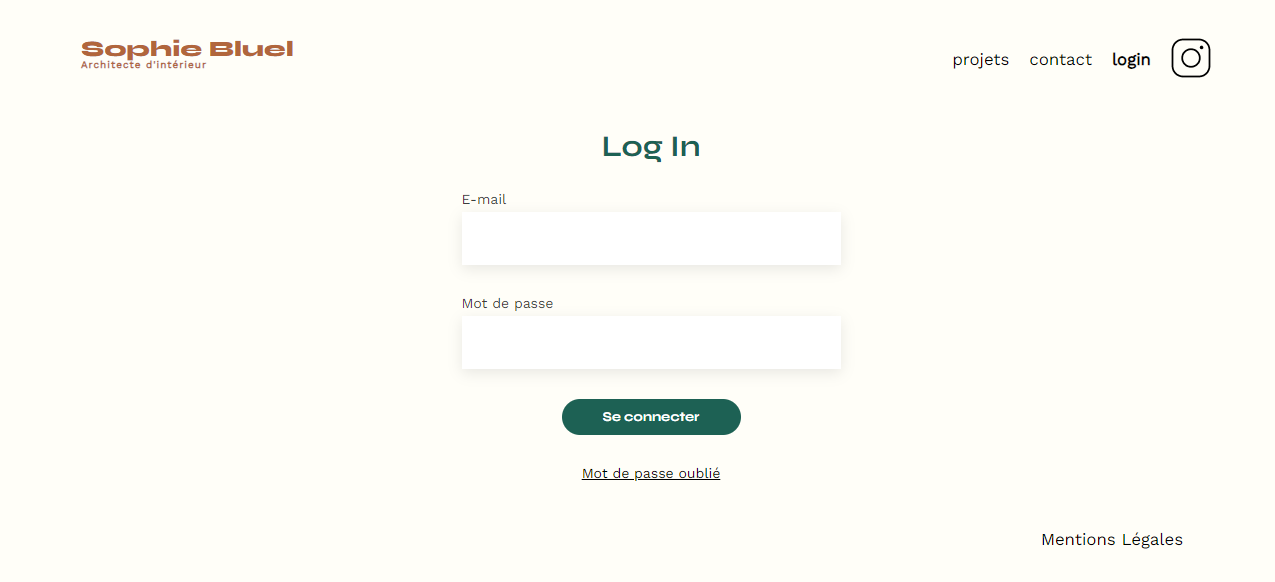 Sophie Bluel
Architecte d'intérieur
projets contact login
Log In
E-mail
Mot de passe
Se connecter
Mot de passe oublié
Mentions Légales